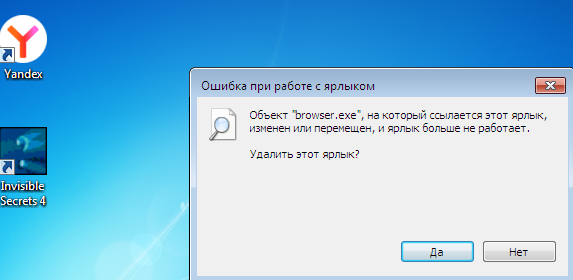 Yandex
Invisible
Secrets 4
Ошибка при работе с ярлыком
Объект "browser.exe", на который ссылается этот ярлык,
изменен или перемещен, и ярлык больше не работает.
Удалить этот ярлык?
Да
Нет